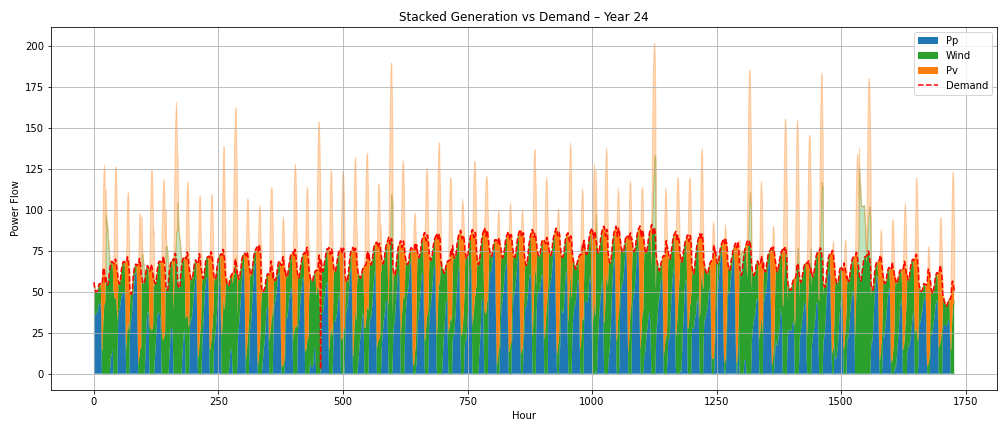 Stacked Generation vs Demand – Year 24
200
175
150
125
100
75
50
25
0
Power Flow
Pp
Wind
Pv
Demand
0
250
500
750
1000
1250
1500
1750
Hour